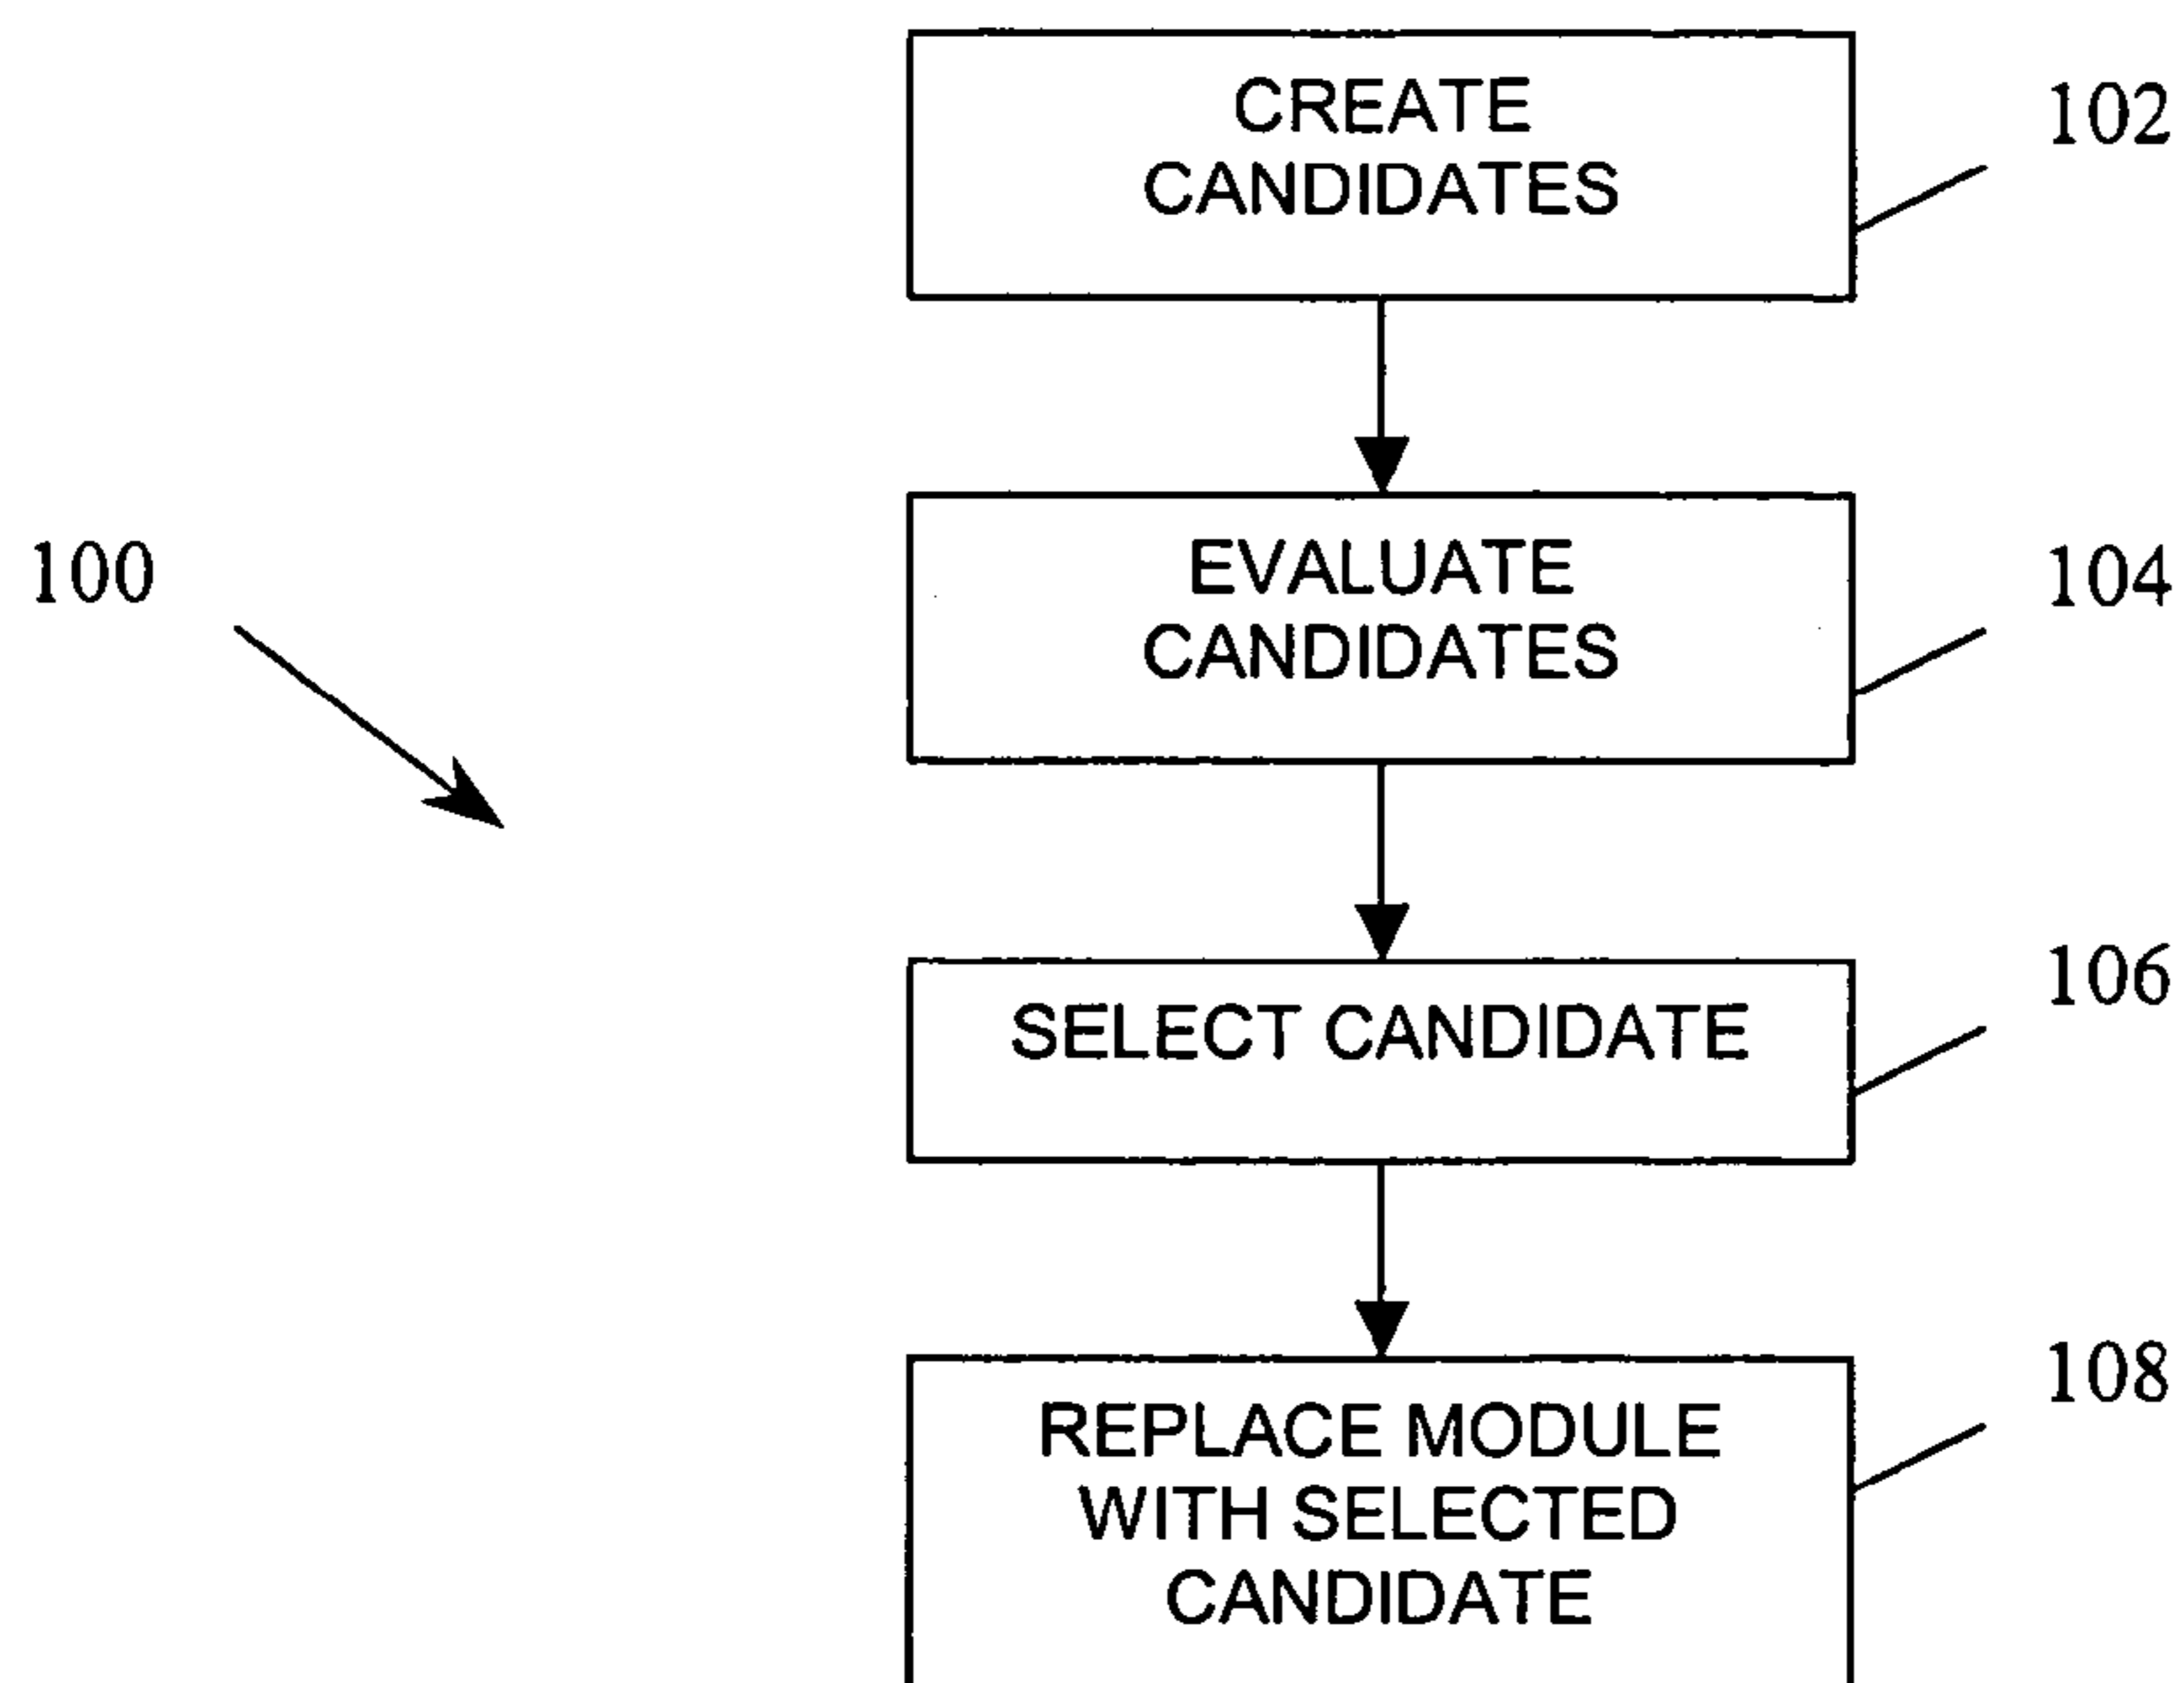 CREATE
CANDIDATES
102
100
EVALUATE
CANDIDATES
104
SELECT CANDIDATE
106
REPLACE MODULE
WITH SELECTED
CANDIDATE
108